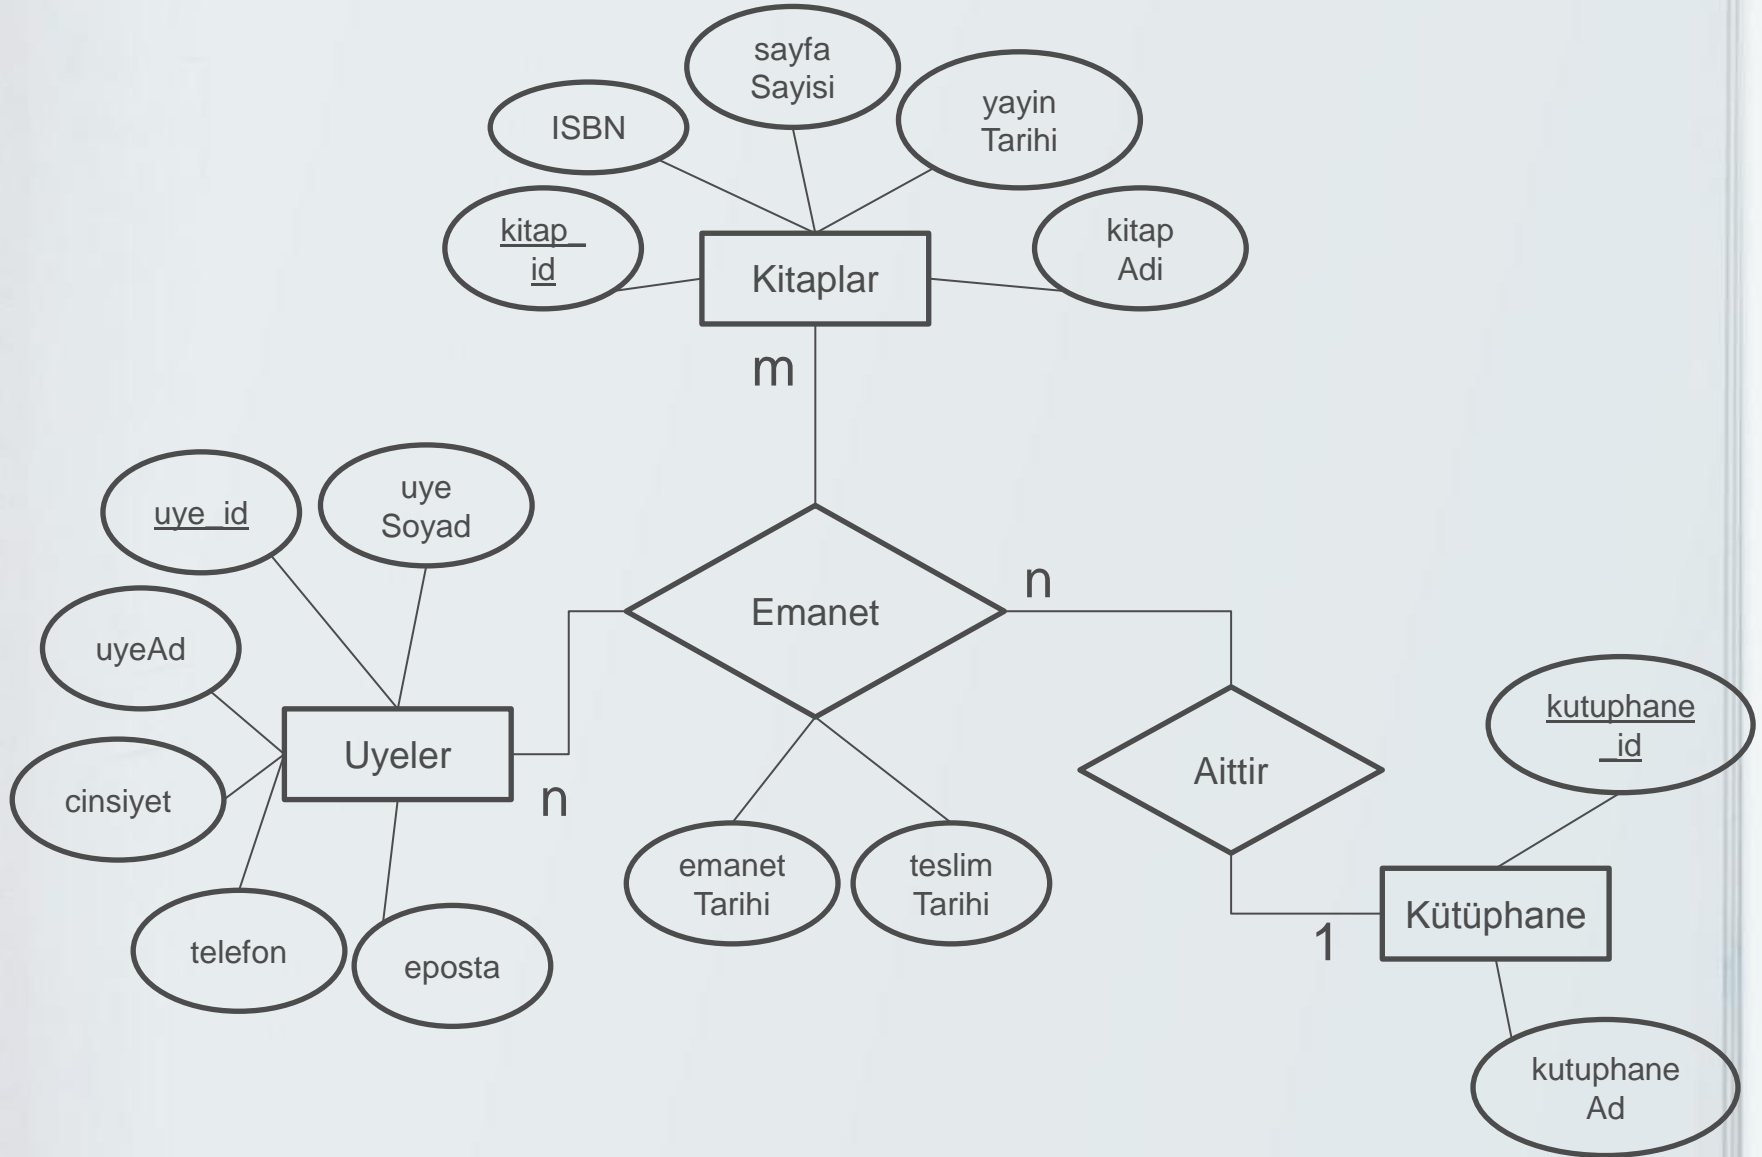 sayfa
Sayisi
yayin
Tarihi
ISBN
kitap_
id
kitap
Adi
Kitaplar
m
uye_id
uye
Soyad
n
Emanet
uyeAd
kutuphane
_id
Uyeler
Aittir
cinsiyet
n
emanet
Tarihi
teslim
Tarihi
1
Kütüphane
telefon
eposta
kutuphane
Ad